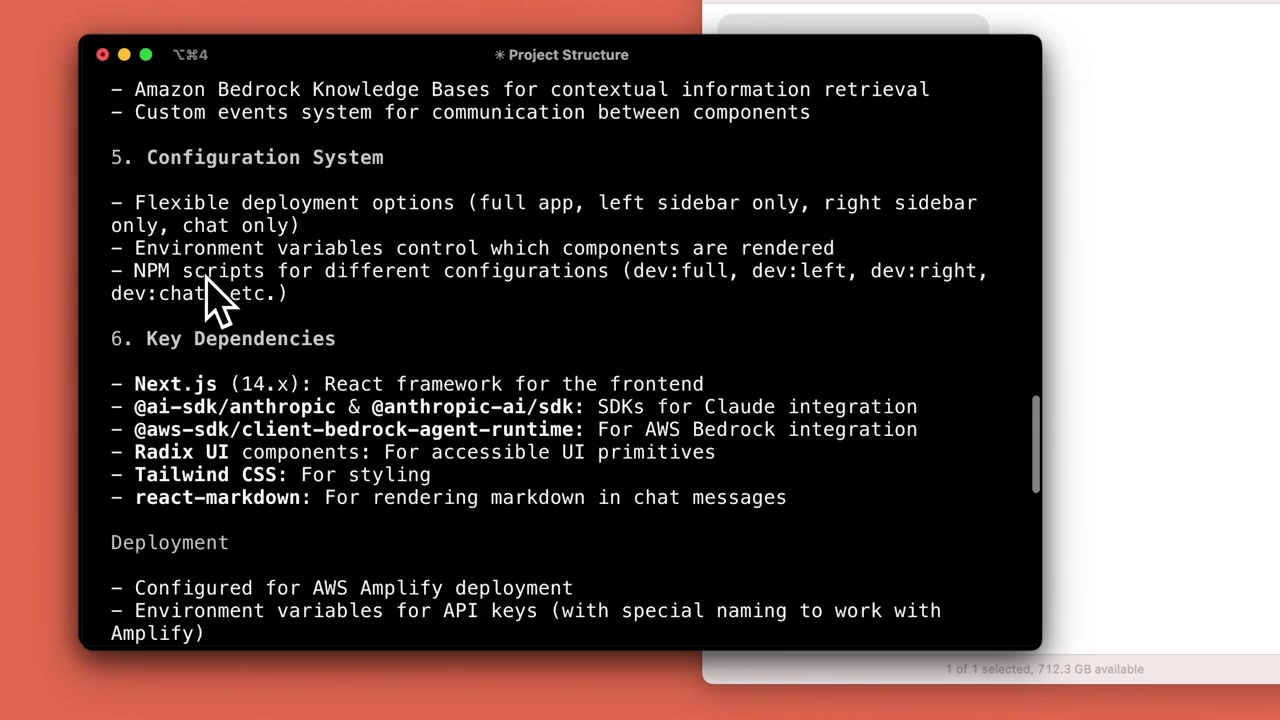 ⌥⌘4
✳ Project Structure
– Amazon Bedrock Knowledge Bases for contextual information retrieval
– Custom events system for communication between components
5. Configuration System
– Flexible deployment options (full app, left sidebar only, right sidebar
only, chat only)
– Environment variables control which components are rendered
– NPM scripts for different configurations (dev:full, dev:left, dev:right,
dev:chat, etc.)
6. Key Dependencies
– Next.js (14.x): React framework for the frontend
– @ai-sdk/anthropic & @anthropic-ai/sdk: SDKs for Claude integration
– @aws-sdk/client-bedrock-agent-runtime: For AWS Bedrock integration
– Radix UI components: For accessible UI primitives
– Tailwind CSS: For styling
– react-markdown: For rendering markdown in chat messages
Deployment
– Configured for AWS Amplify deployment
– Environment variables for API keys (with special naming to work with
Amplify)
1 of 1 selected, 712.3 GB available